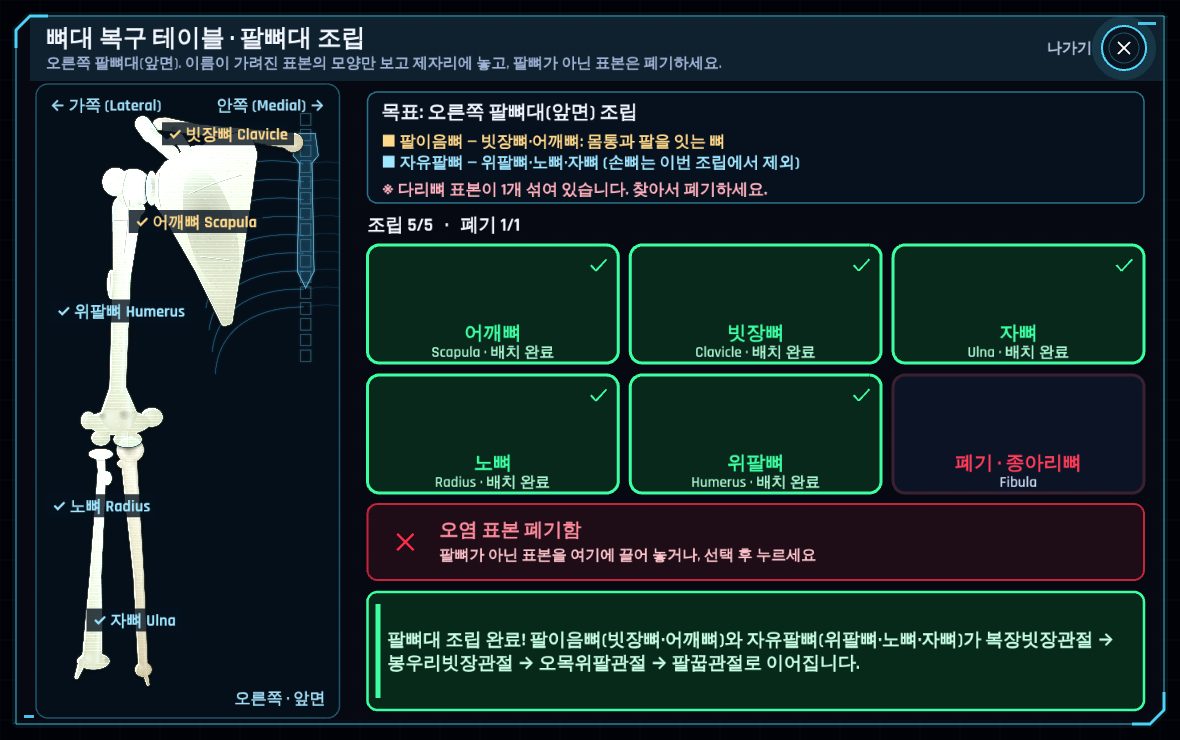 뼈대 복구 테이블 · 팔뼈대 조립
오른쪽 팔뼈대(앞면). 이름이 가려진 표본의 모양만 보고 제자리에 놓고, 팔뼈가 아닌 표본은 폐기하세요.
나가기
← 가쪽 (Lateral)
안쪽 (Medial) →
✓ 빗장뼈 Clavicle
✓ 어깨뼈 Scapula
✓ 위팔뼈 Humerus
✓ 노뼈 Radius
✓ 자뼈 Ulna
오른쪽 · 앞면
목표: 오른쪽 팔뼈대(앞면) 조립
■ 팔이음뼈 – 빗장뼈·어깨뼈: 몸통과 팔을 잇는 뼈
■ 자유팔뼈 – 위팔뼈·노뼈·자뼈 (손뼈는 이번 조립에서 제외)
※ 다리뼈 표본이 1개 섞여 있습니다. 찾아서 폐기하세요.
조립 5/5 · 폐기 1/1
어깨뼈
Scapula · 배치 완료
빗장뼈
Clavicle · 배치 완료
자뼈
Ulna · 배치 완료
노뼈
Radius · 배치 완료
위팔뼈
Humerus · 배치 완료
폐기 · 종아리뼈
Fibula
오염 표본 폐기함
팔뼈가 아닌 표본을 여기에 끌어 놓거나, 선택 후 누르세요
팔뼈대 조립 완료! 팔이음뼈(빗장뼈·어깨뼈)와 자유팔뼈(위팔뼈·노뼈·자뼈)가 복장빗장관절 →
봉우리빗장관절 → 오목위팔관절 → 팔꿉관절로 이어집니다.